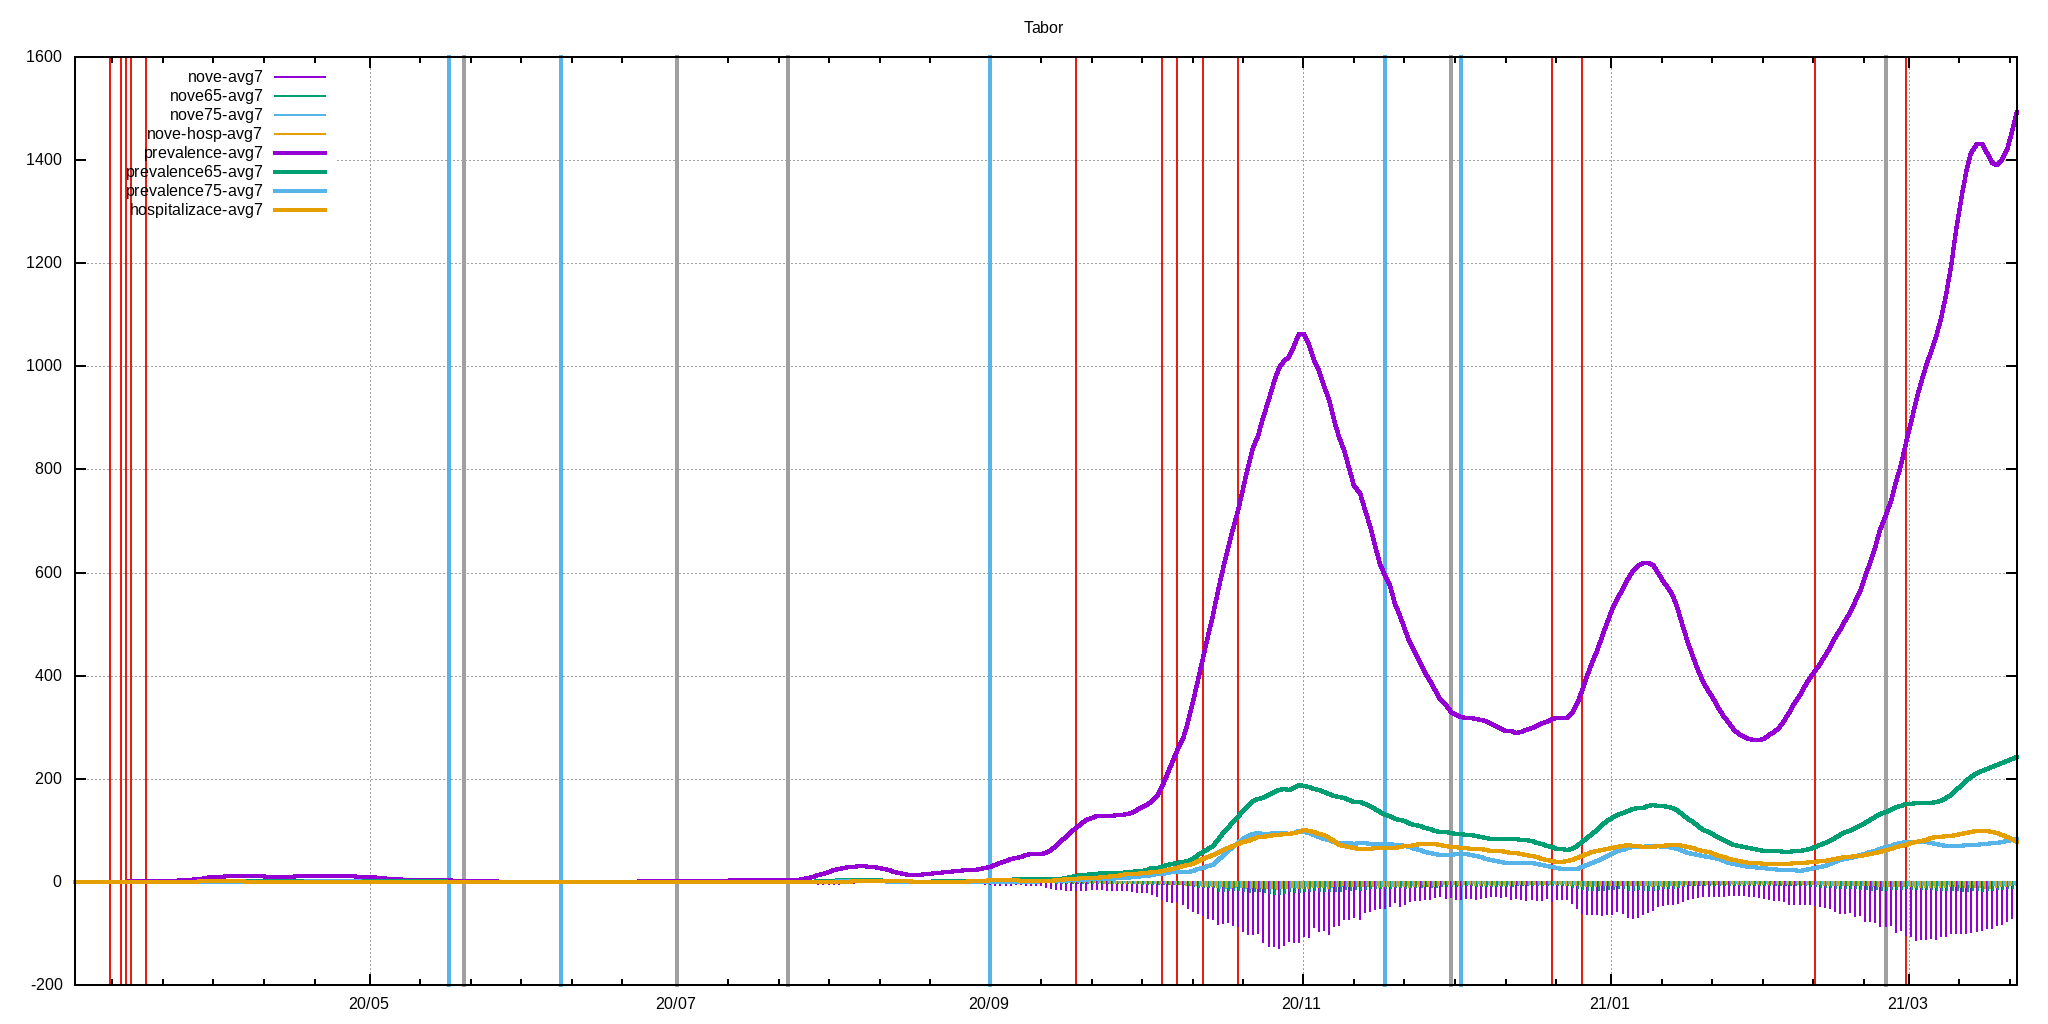 Tabor
1600
1400
1200
1000
800
600
400
200
0
-200
nove-avg7
nove65-avg7
nove75-avg7
nove-hosp-avg7
prevalence-avg7
prevalence65-avg7
prevalence75-avg7
hospitalizace-avg7
20/05 20/07 20/09 20/11 21/01 21/03